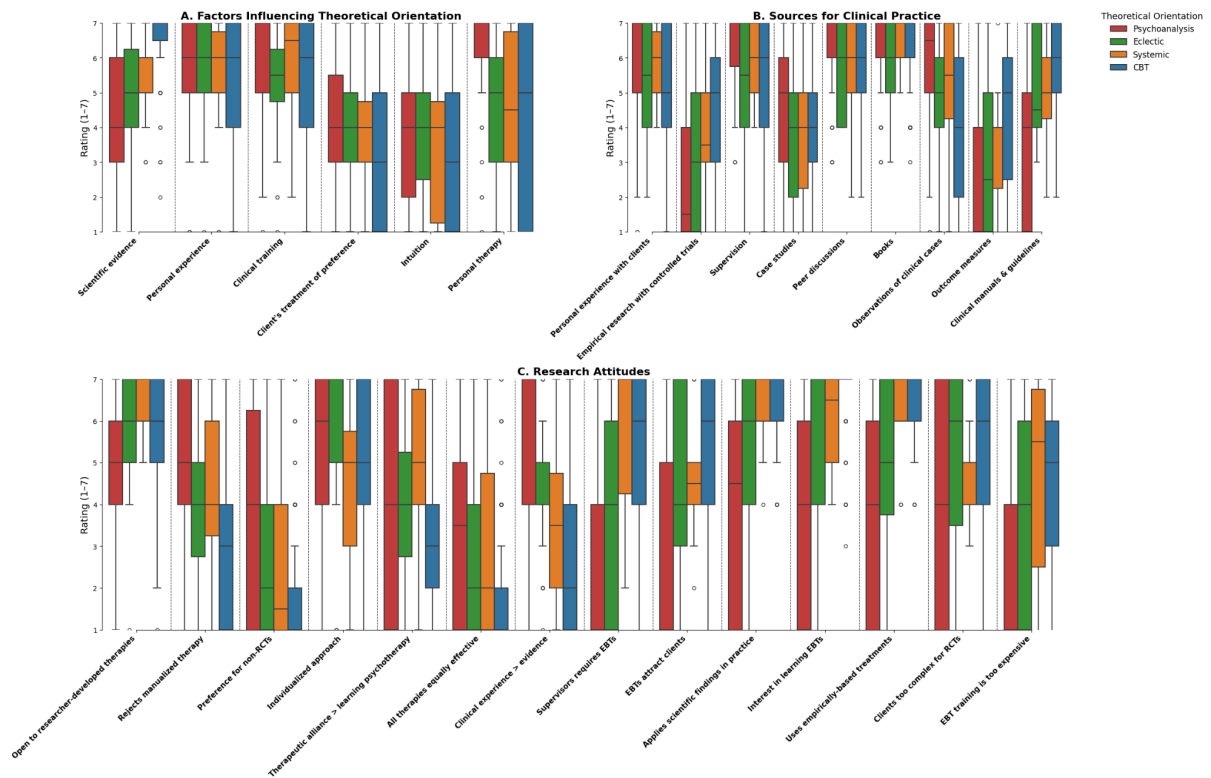 A. Factors Influencing Theoretical Orientation
Rating (1–7)
7
6
5
4
3
2
1
Scientific evidence
Personal experience
Clinical training
Client's treatment of preference
Intuition
Personal therapy
B. Sources for Clinical Practice
Rating (1–7)
7
6
5
4
3
2
1
Personal experience with clients
Empirical research with controlled trials
Supervision
Case studies
Peer discussions
Books
Observations of clinical cases
Outcome measures
Clinical manuals & guidelines
Theoretical Orientation
Psychoanalysis
Eclectic
Systemic
CBT
C. Research Attitudes
Rating (1–7)
7
6
5
4
3
2
1
Open to researcher-developed therapies
Rejects manualized therapy
Preference for non-RCTs
Individualized approach
Therapeutic alliance > learning psychotherapy
All therapies equally effective
Clinical experience > evidence
Supervisors requires EBTs
EBTs attract clients
Applies scientific findings in practice
Interest in learning EBTs
Uses empirically-based treatments
Clients too complex for RCTs
EBT training is too expensive